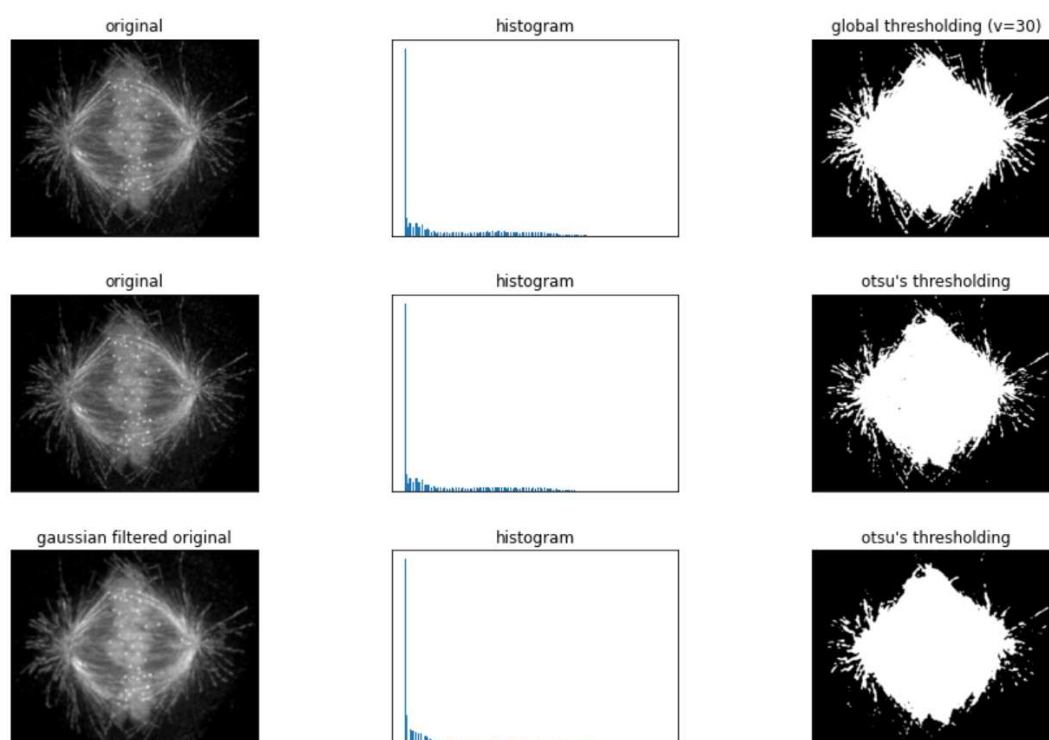 original
histogram
global thresholding (v=30)
original
histogram
otsu's thresholding
gaussian filtered original
histogram
otsu's thresholding